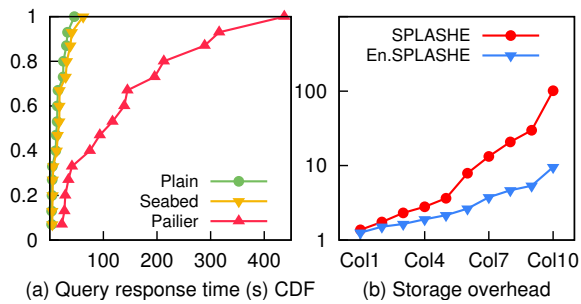 1
0.8
0.6
0.4
0.2
0
Plain
Seabed
Pailier
100 200 300 400
(a) Query response time (s) CDF
SPLASHE
En.SPLASHE
100
10
1
Col1 Col4 Col7 Col10
(b) Storage overhead